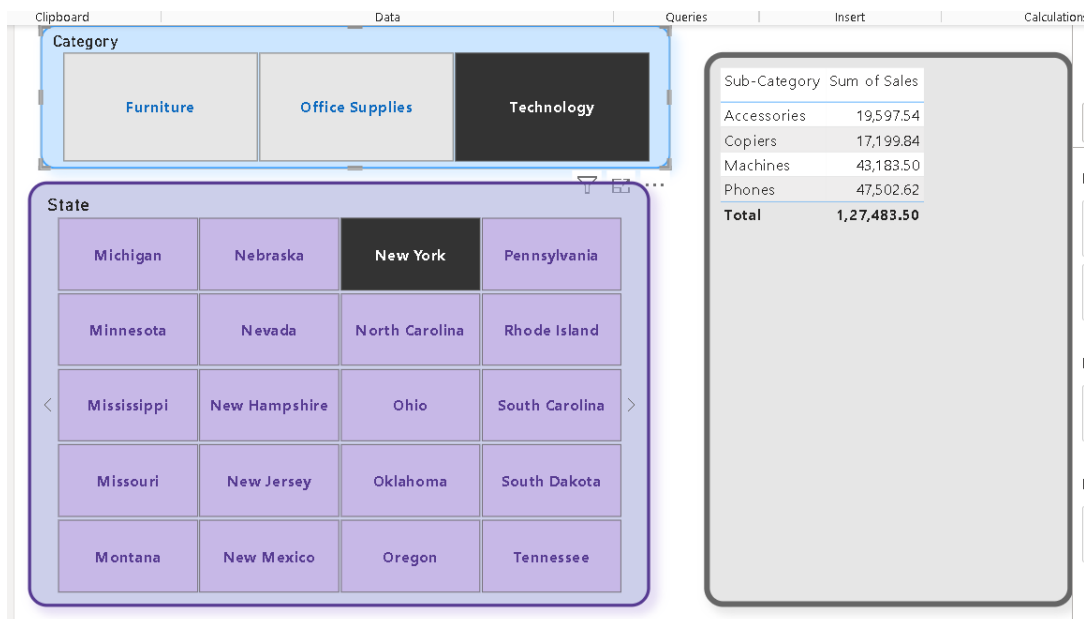 Clipboard Data Queries Insert Calculations
Category
Furniture Office Supplies Technology
State
Michigan Nebraska New York Pennsylvania
Minnesota Nevada North Carolina Rhode Island
Mississippi New Hampshire Ohio South Carolina
Missouri New Jersey Oklahoma South Dakota
Montana New Mexico Oregon Tennessee
Sub-Category Sum of Sales
Accessories 19,597.54
Copiers 17,199.84
Machines 43,183.50
Phones 47,502.62
Total 1,27,483.50